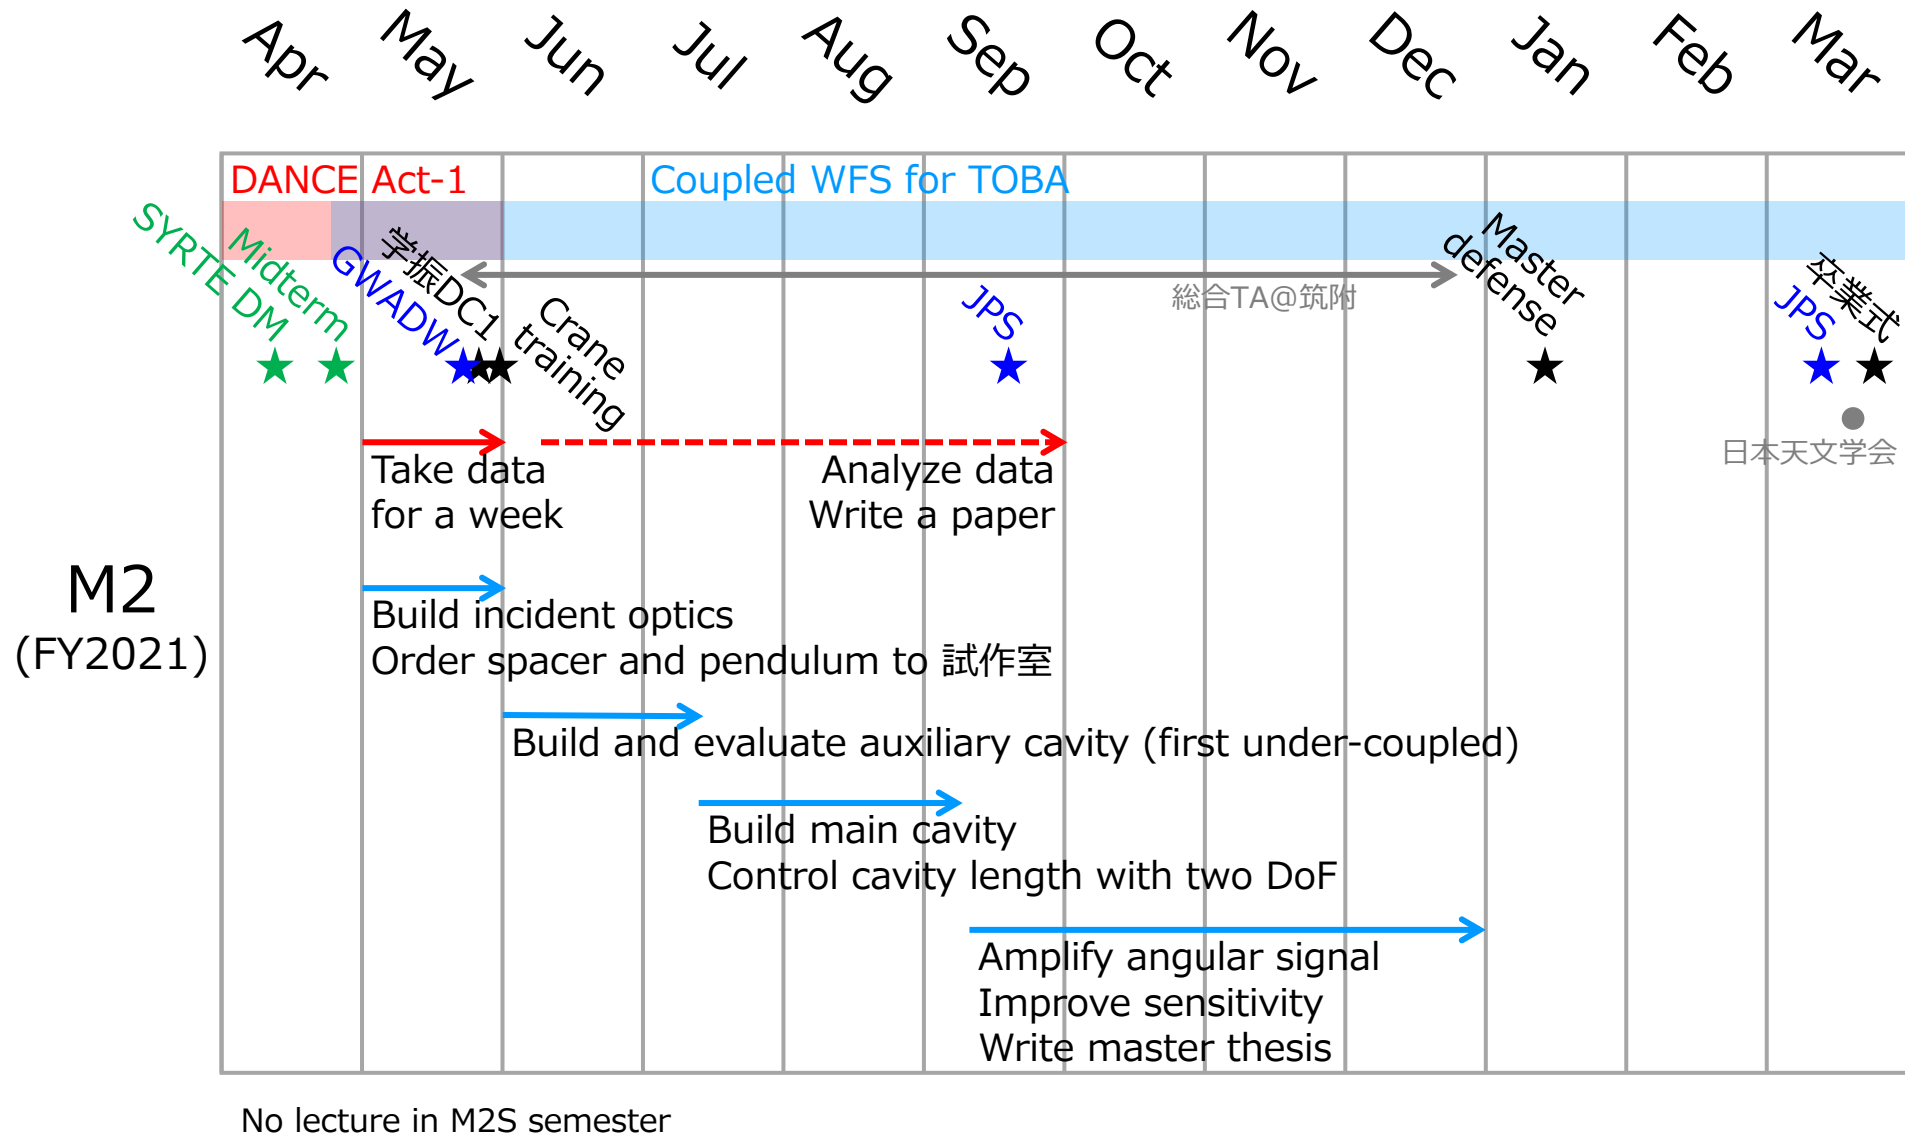 Apr
May
Jun
Jul
Aug
Sep
Oct
Nov
Dec
Jan
Feb
Mar
DANCE Act-1
Coupled WFS for TOBA
SYRTE DM
Midterm
GWADW
学振DC1
Crane
training
JPS
総合TA@筑附
Master
defense
JPS
卒業式
日本天文学会
Take data
for a week
Analyze data
Write a paper
M2
(FY2021)
Build incident optics
Order spacer and pendulum to 試作室
Build and evaluate auxiliary cavity (first under-coupled)
Build main cavity
Control cavity length with two DoF
Amplify angular signal
Improve sensitivity
Write master thesis
No lecture in M2S semester